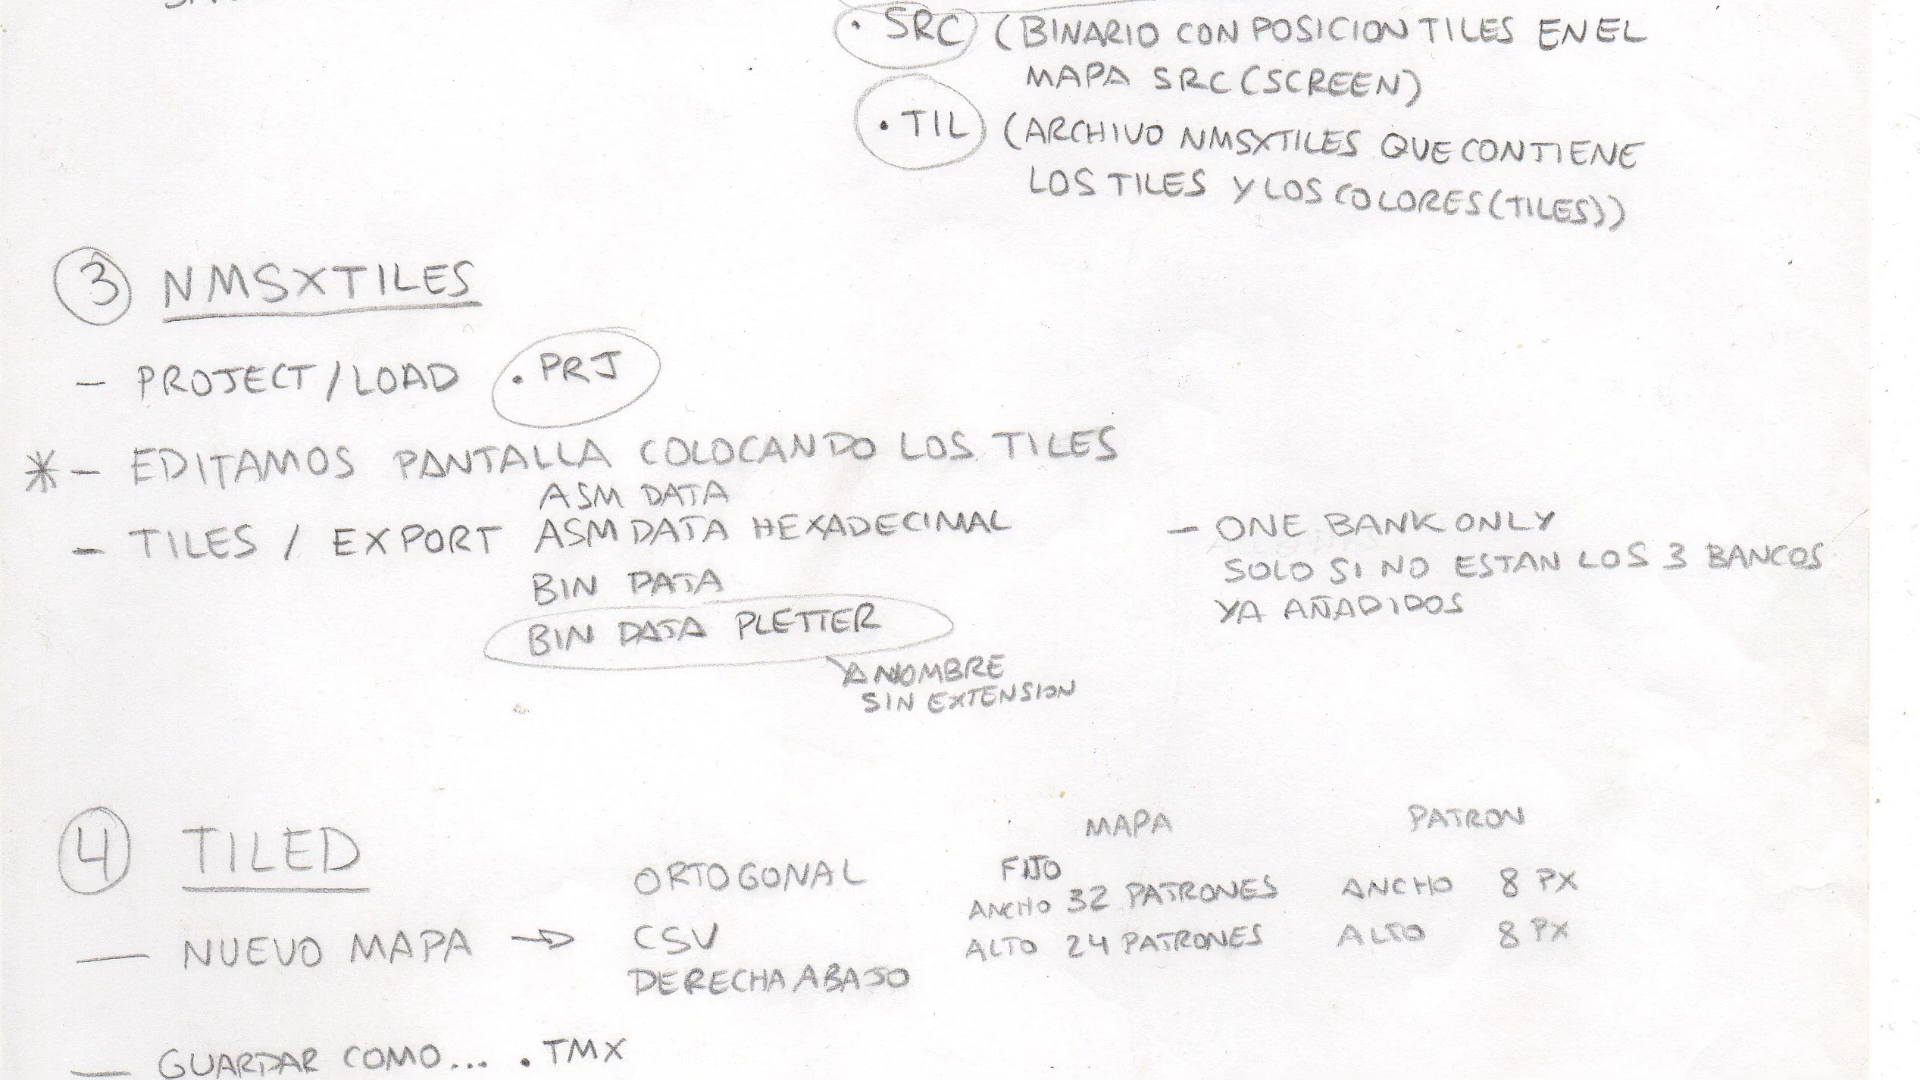 .SRC (BINARIO CON POSICION TILES EN EL
MAPA SRC (SCREEN)
.TIL (ARCHIVO NMSXTILES QUE CONTIENE
LOS TILES Y LOS COLORES (TILES))
3 NMSXTILES
- PROJECT / LOAD .PRJ
* - EDITAMOS PANTALLA COLOCANDO LOS TILES
ASM DATA
- TILES / EXPORT ASM DATA HEXADECIMAL
BIN DATA
BIN DATA PLETTER
NOMBRE
SIN EXTENSION
- ONE BANK ONLY
SOLO SI NO ESTAN LOS 3 BANCOS
YA AÑADIDOS
4 TILED
— NUEVO MAPA → ORTOGONAL
CSV
DERECHA ABAJO
MAPA PATRON
FIJO
ANCHO 32 PATRONES ANCHO 8 PX
ALTO 24 PATRONES ALTO 8 PX
— GUARDAR COMO... .TMX